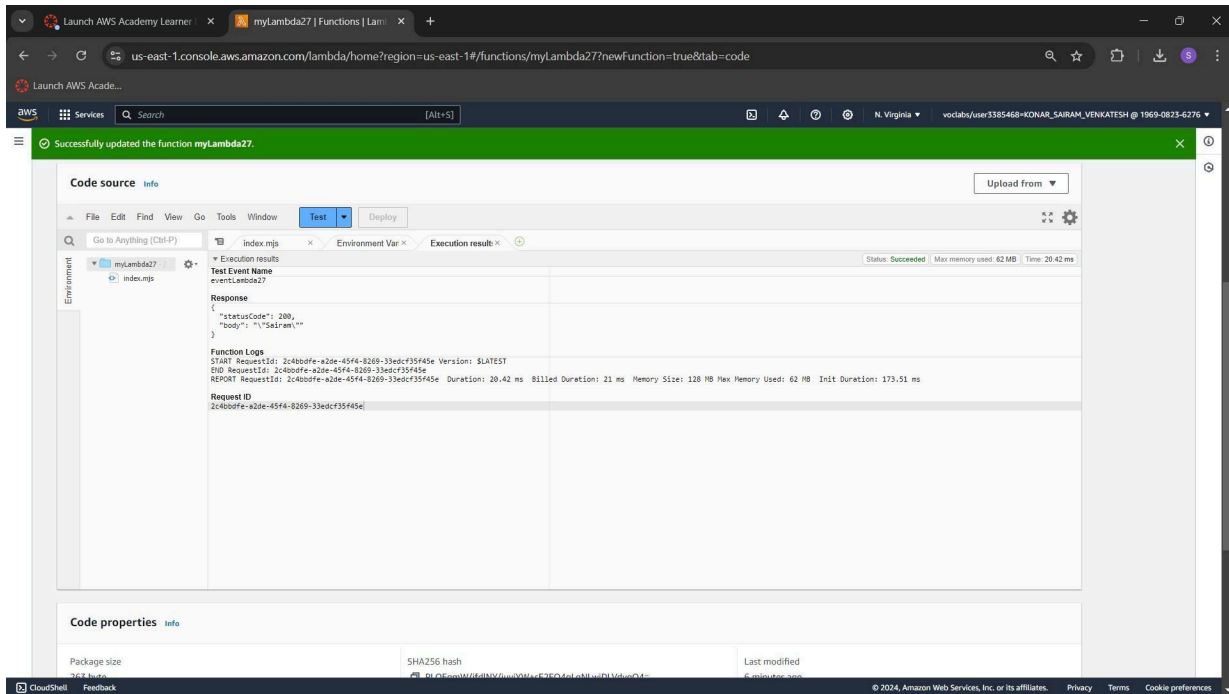 Launch AWS Academy Learner
myLambda27 | Functions | Lam
us-east-1.console.aws.amazon.com/lambda/home?region=us-east-1#/functions/myLambda27?newFunction=true&tab=code
S
Launch AWS Acade...
aws
Services
Search
[Alt+S]
N. Virginia
voclabs/user3385468=KONAR_SAIRAM_VENKATESH @ 1969-0823-6276
Successfully updated the function myLambda27.
Code source Info
Upload from
File Edit Find View Go Tools Window
Test
Deploy
Go to Anything (Ctrl-P)
index.mjs
Environment Var
Execution result
Environment
myLambda27 - /
index.mjs
Execution results
Status: Succeeded Max memory used: 62 MB Time: 20.42 ms
Test Event Name
eventLambda27
Response
{
"statusCode": 200,
"body": "\"Sairam\""
}
Function Logs
START RequestId: 2c4bbdfe-a2de-45f4-8269-33edcf35f45e Version: $LATEST
END RequestId: 2c4bbdfe-a2de-45f4-8269-33edcf35f45e
REPORT RequestId: 2c4bbdfe-a2de-45f4-8269-33edcf35f45e Duration: 20.42 ms Billed Duration: 21 ms Memory Size: 128 MB Max Memory Used: 62 MB Init Duration: 173.51 ms
Request ID
2c4bbdfe-a2de-45f4-8269-33edcf35f45e
Code properties Info
Package size
SHA256 hash
Last modified
263 byte
6 minutes ago
CloudShell
Feedback
© 2024, Amazon Web Services, Inc. or its affiliates.
Privacy
Terms
Cookie preferences